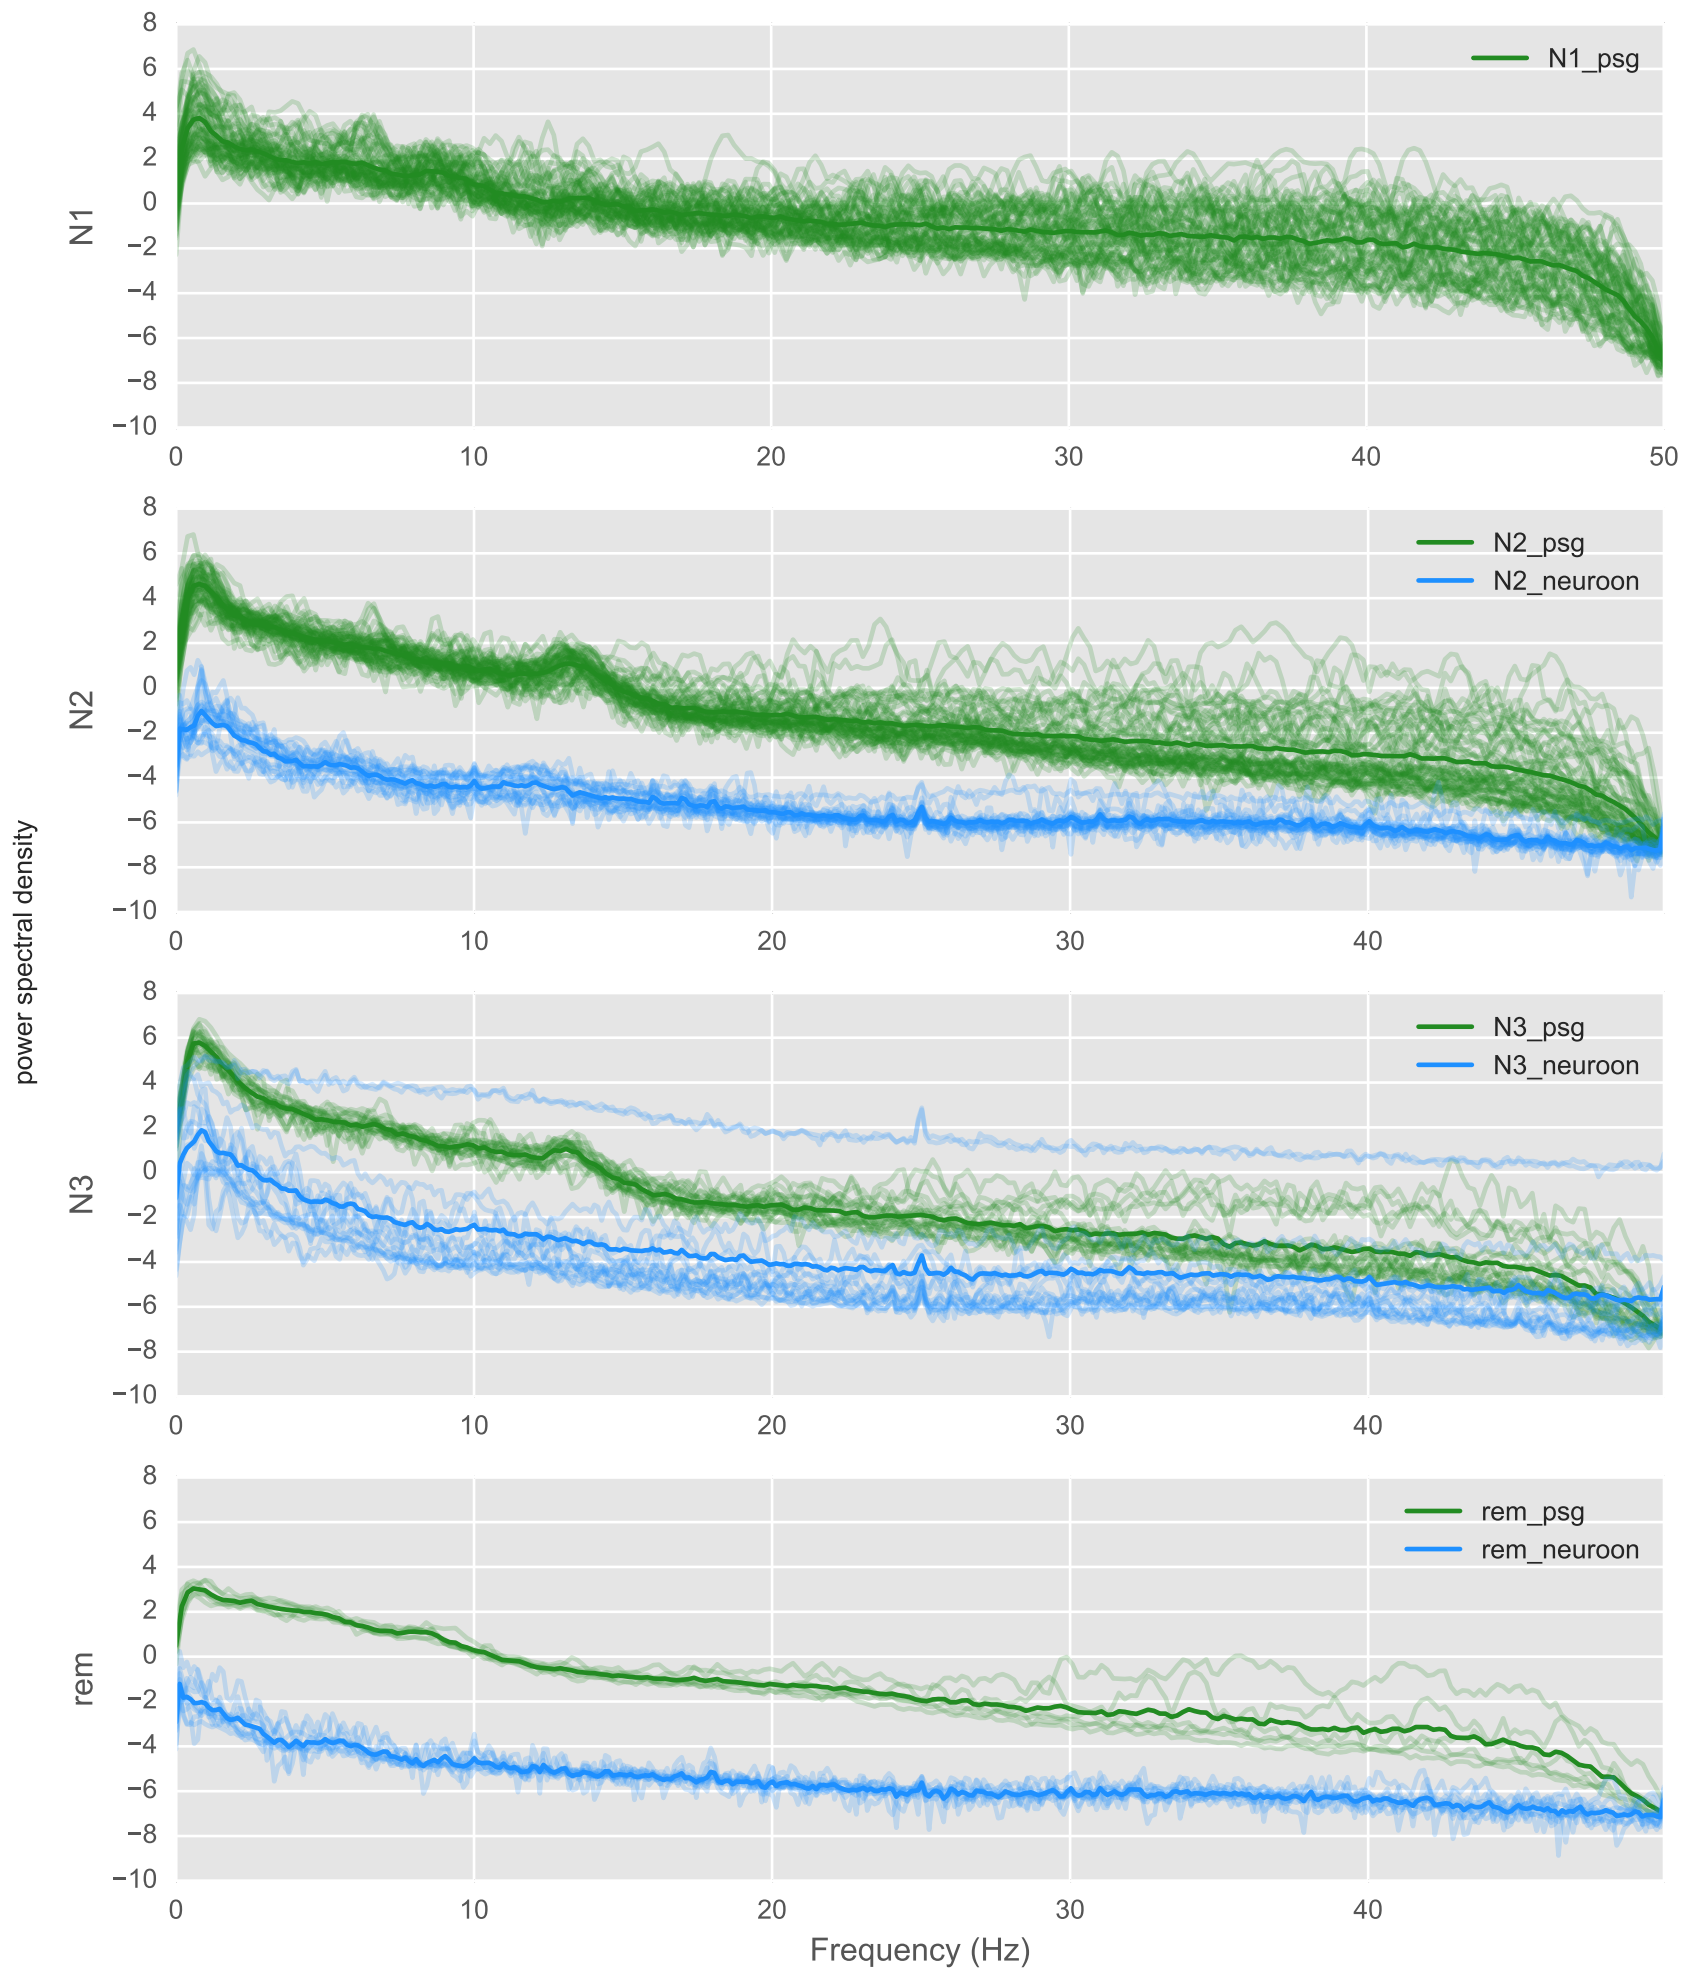 8
6
4
2
0
−2
−4
−6
−8
−10
N1
N1_psg
0 10 20 30 40 50
8
6
4
2
0
−2
−4
−6
−8
−10
N2
N2_psg
N2_neuroon
0 10 20 30 40
power spectral density
8
6
4
2
0
−2
−4
−6
−8
−10
N3
N3_psg
N3_neuroon
0 10 20 30 40
8
6
4
2
0
−2
−4
−6
−8
−10
rem
rem_psg
rem_neuroon
0 10 20 30 40
Frequency (Hz)